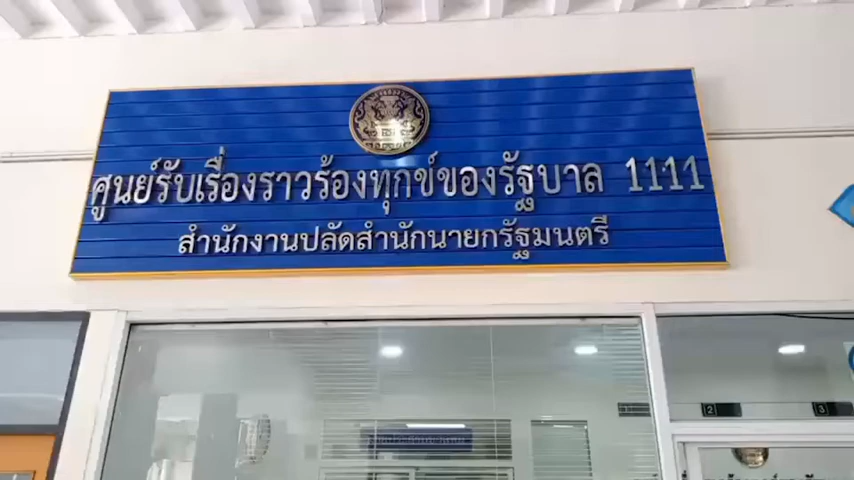 ศูนย์รับเรื่องราวร้องทุกข์ของรัฐบาล 1111
สำนักงานปลัดสำนักนายกรัฐมนตรี
2
3